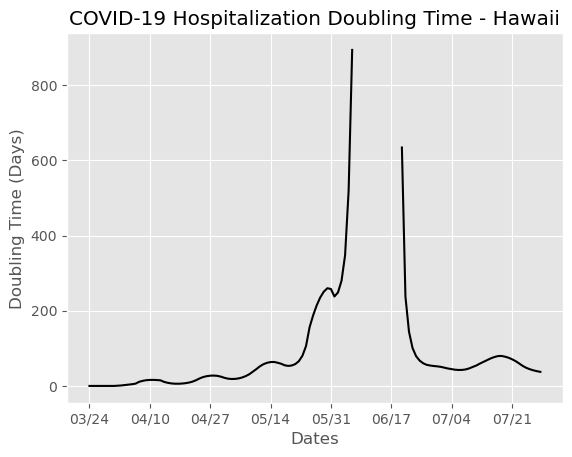 COVID-19 Hospitalization Doubling Time - Hawaii
Doubling Time (Days)
800
600
400
200
0
03/24 04/10 04/27 05/14 05/31 06/17 07/04 07/21
Dates